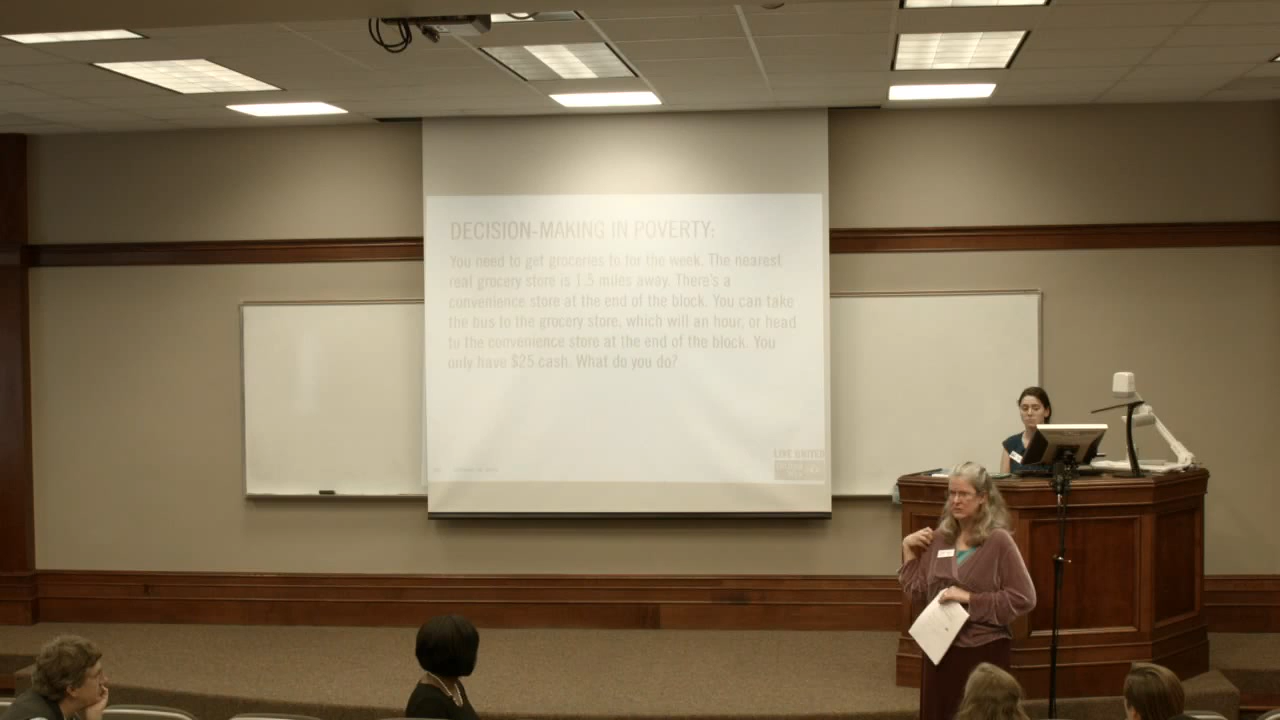 DECISION-MAKING IN POVERTY:
You need to get groceries to for the week. The nearest
real grocery store is 1.5 miles away. There's a
convenience store at the end of the block. You can take
the bus to the grocery store, which will an hour, or head
to the convenience store at the end of the block. You
only have $25 cash. What do you do?
LIVE UNITED